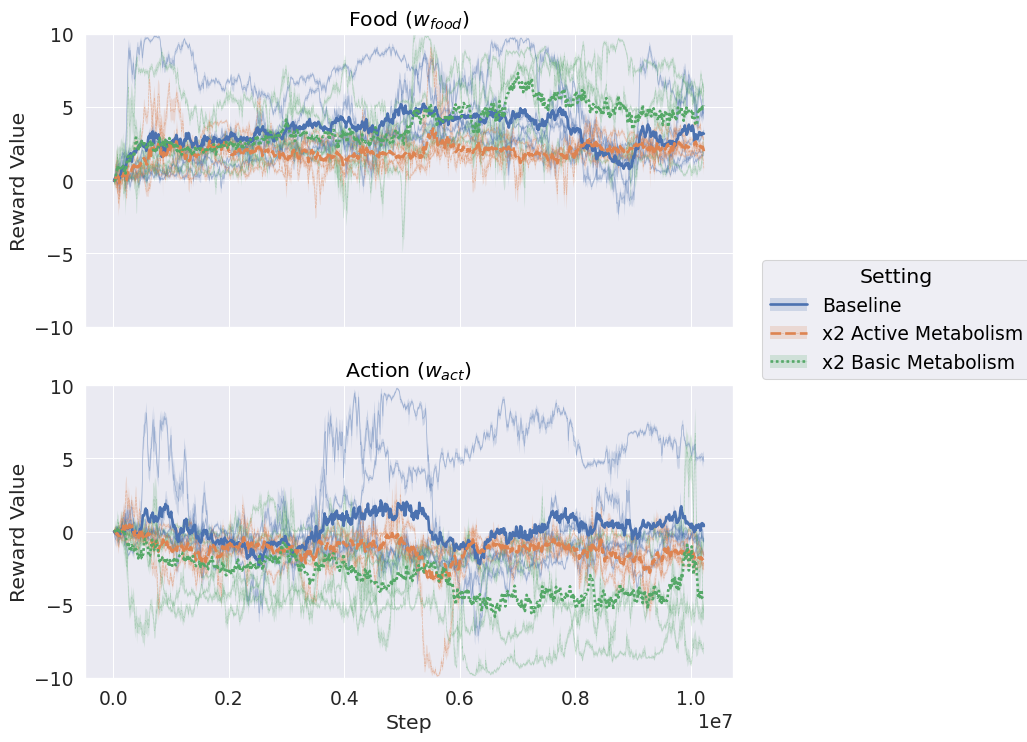 Food (w_food)
10
5
0
−5
−10
Reward Value
Setting
Baseline
x2 Active Metabolism
x2 Basic Metabolism
Action (w_act)
10
5
0
−5
−10
Reward Value
0.0 0.2 0.4 0.6 0.8 1.0
Step
1e7